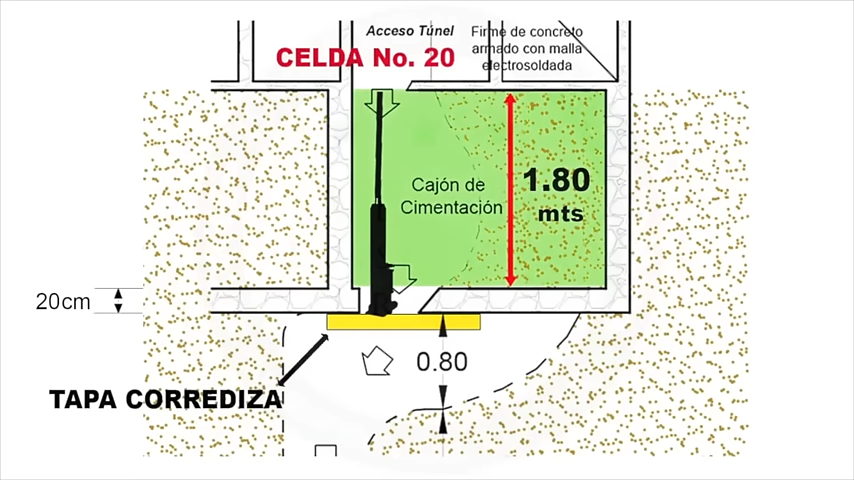 Acceso Túnel
CELDA No. 20
Firme de concreto
armado con malla
electrosoldada
Cajón de
Cimentación
1.80
mts
20cm
0.80
TAPA CORREDIZA